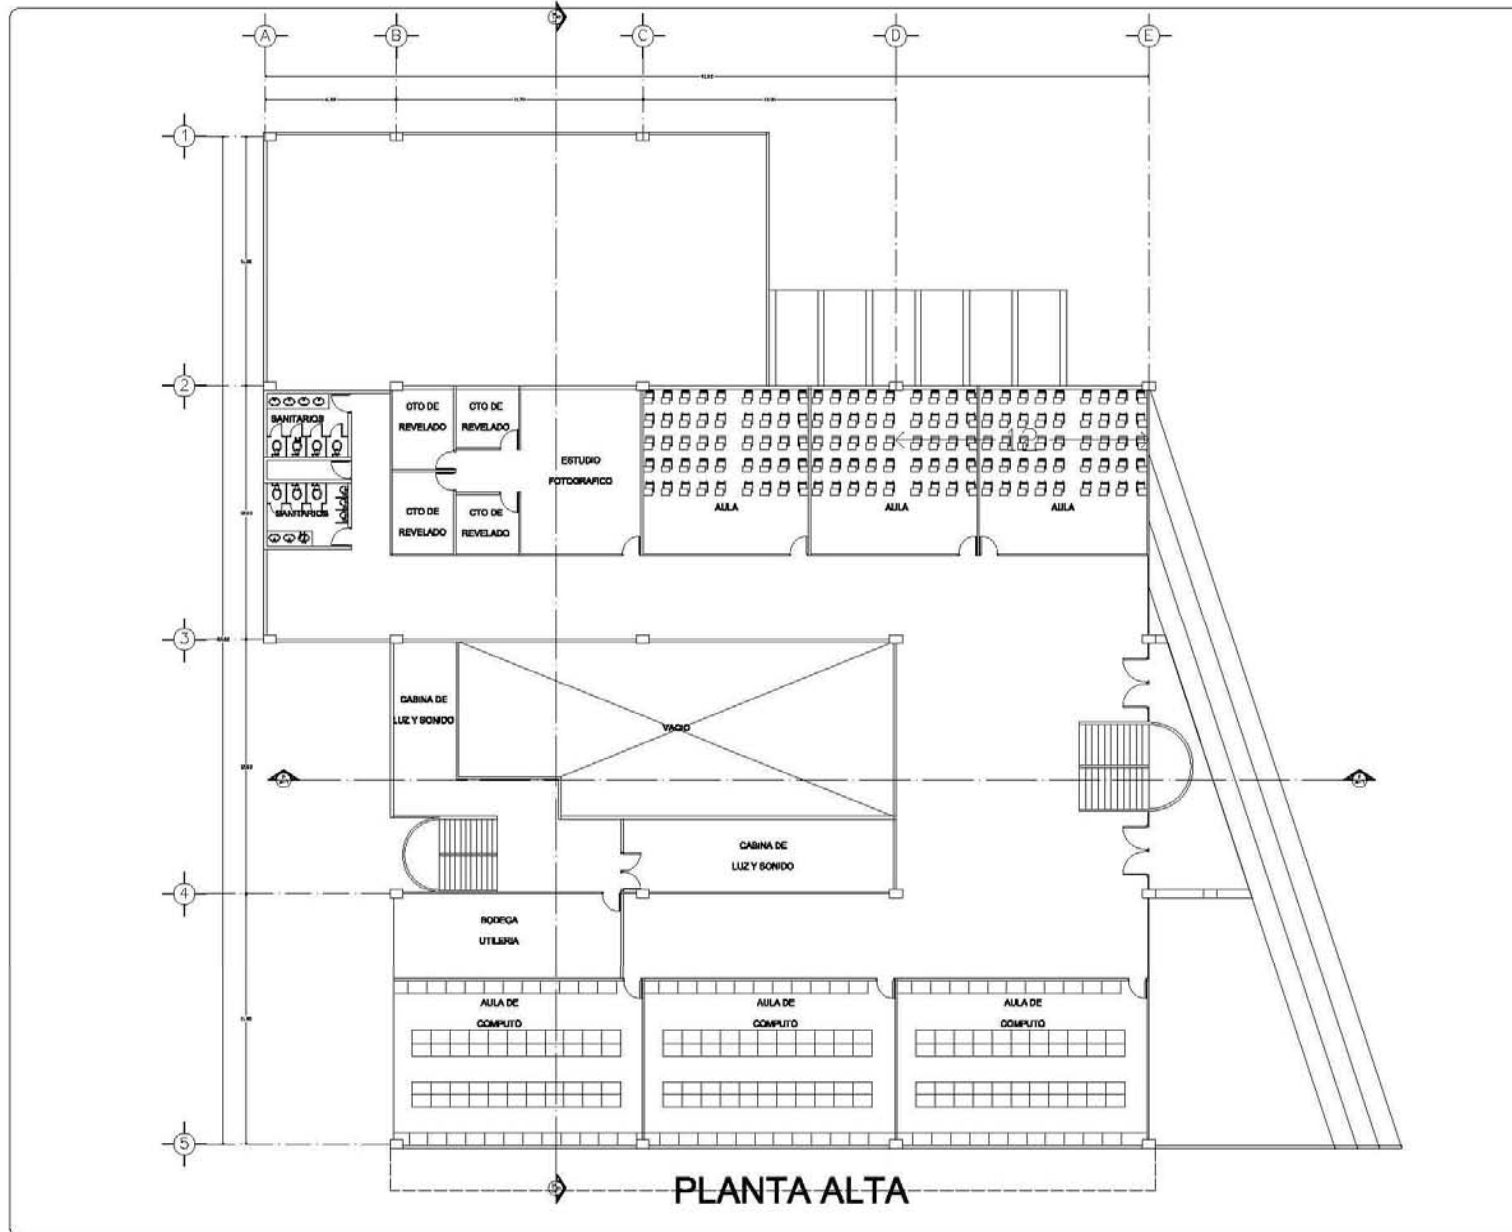 A B C D E
1
2
SANITARIOS
CTO DE
REVELADO
CTO DE
REVELADO
ESTUDIO
FOTOGRAFICO
12
SANITARIOS
CTO DE
REVELADO
CTO DE
REVELADO
AULA
AULA
AULA
3
CABINA DE
LUZ Y SONIDO
VACIO
CABINA DE
LUZ Y SONIDO
4
BODEGA
UTILERIA
AULA DE
COMPUTO
AULA DE
COMPUTO
AULA DE
COMPUTO
5
PLANTA ALTA